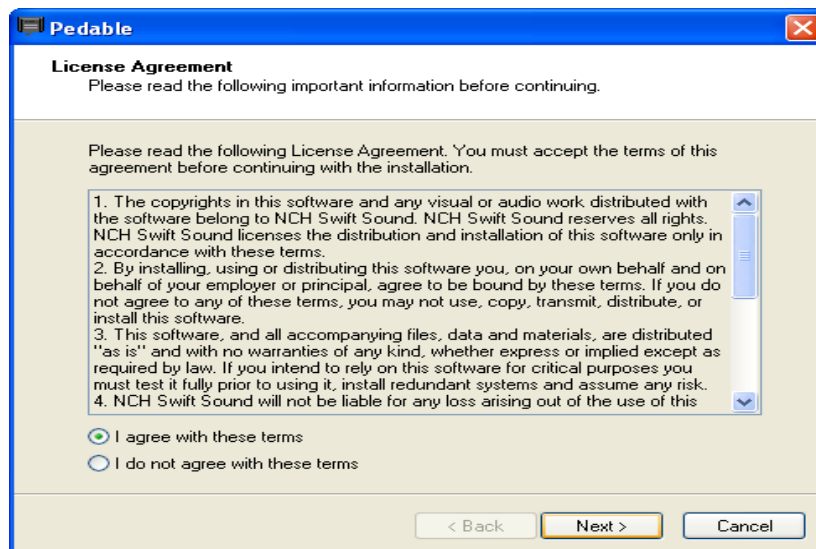 Pedable
License Agreement
Please read the following important information before continuing.
Please read the following License Agreement. You must accept the terms of this
agreement before continuing with the installation.
1. The copyrights in this software and any visual or audio work distributed with
the software belong to NCH Swift Sound. NCH Swift Sound reserves all rights.
NCH Swift Sound licenses the distribution and installation of this software only in
accordance with these terms.
2. By installing, using or distributing this software you, on your own behalf and on
behalf of your employer or principal, agree to be bound by these terms. If you do
not agree to any of these terms, you may not use, copy, transmit, distribute, or
install this software.
3. This software, and all accompanying files, data and materials, are distributed
"as is" and with no warranties of any kind, whether express or implied except as
required by law. If you intend to rely on this software for critical purposes you
must test it fully prior to using it, install redundant systems and assume any risk.
4. NCH Swift Sound will not be liable for any loss arising out of the use of this
I agree with these terms
I do not agree with these terms
< Back Next > Cancel